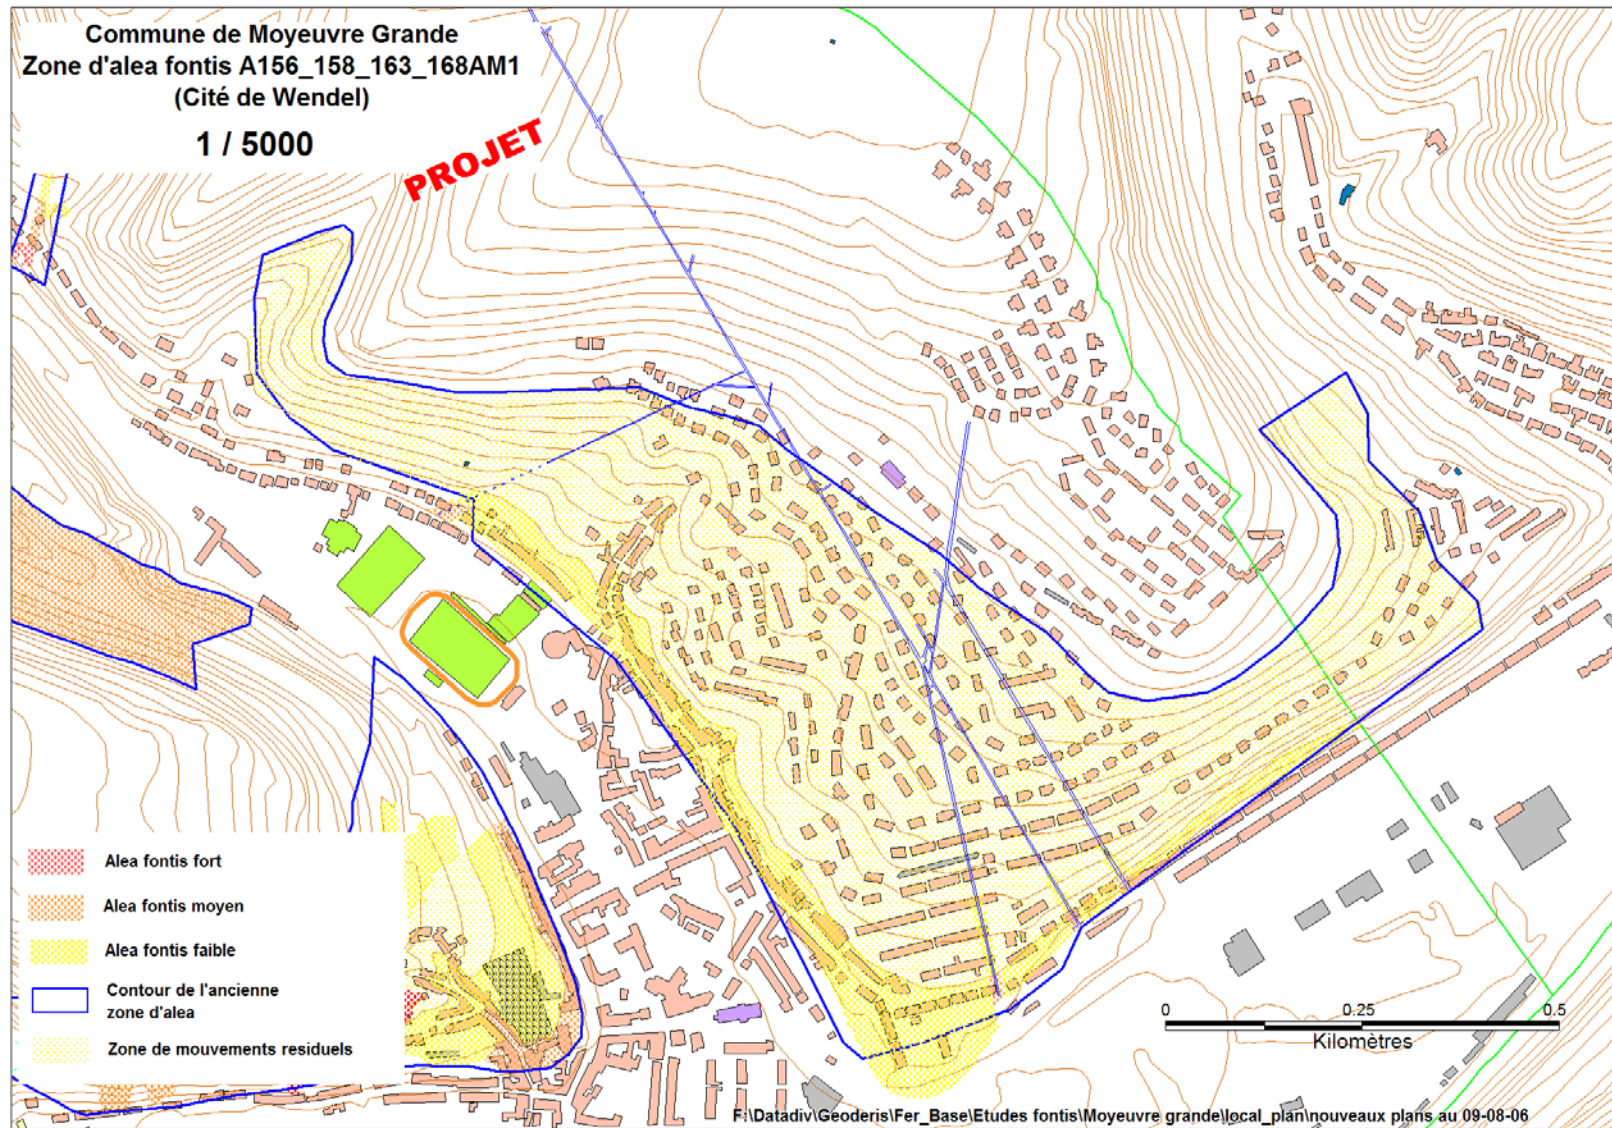 Commune de Moyeuvre Grande
Zone d'alea fontis A156_158_163_168AM1
(Cité de Wendel)
1 / 5000
PROJET
Alea fontis fort
Alea fontis moyen
Alea fontis faible
Contour de l'ancienne
zone d'alea
Zone de mouvements residuels
0 0.25 0.5
Kilomètres
F:\Datadiv\Geoderis\Fer_Base\Etudes fontis\Moyeuvre grande\local_plan\nouveaux plans au 09-08-06